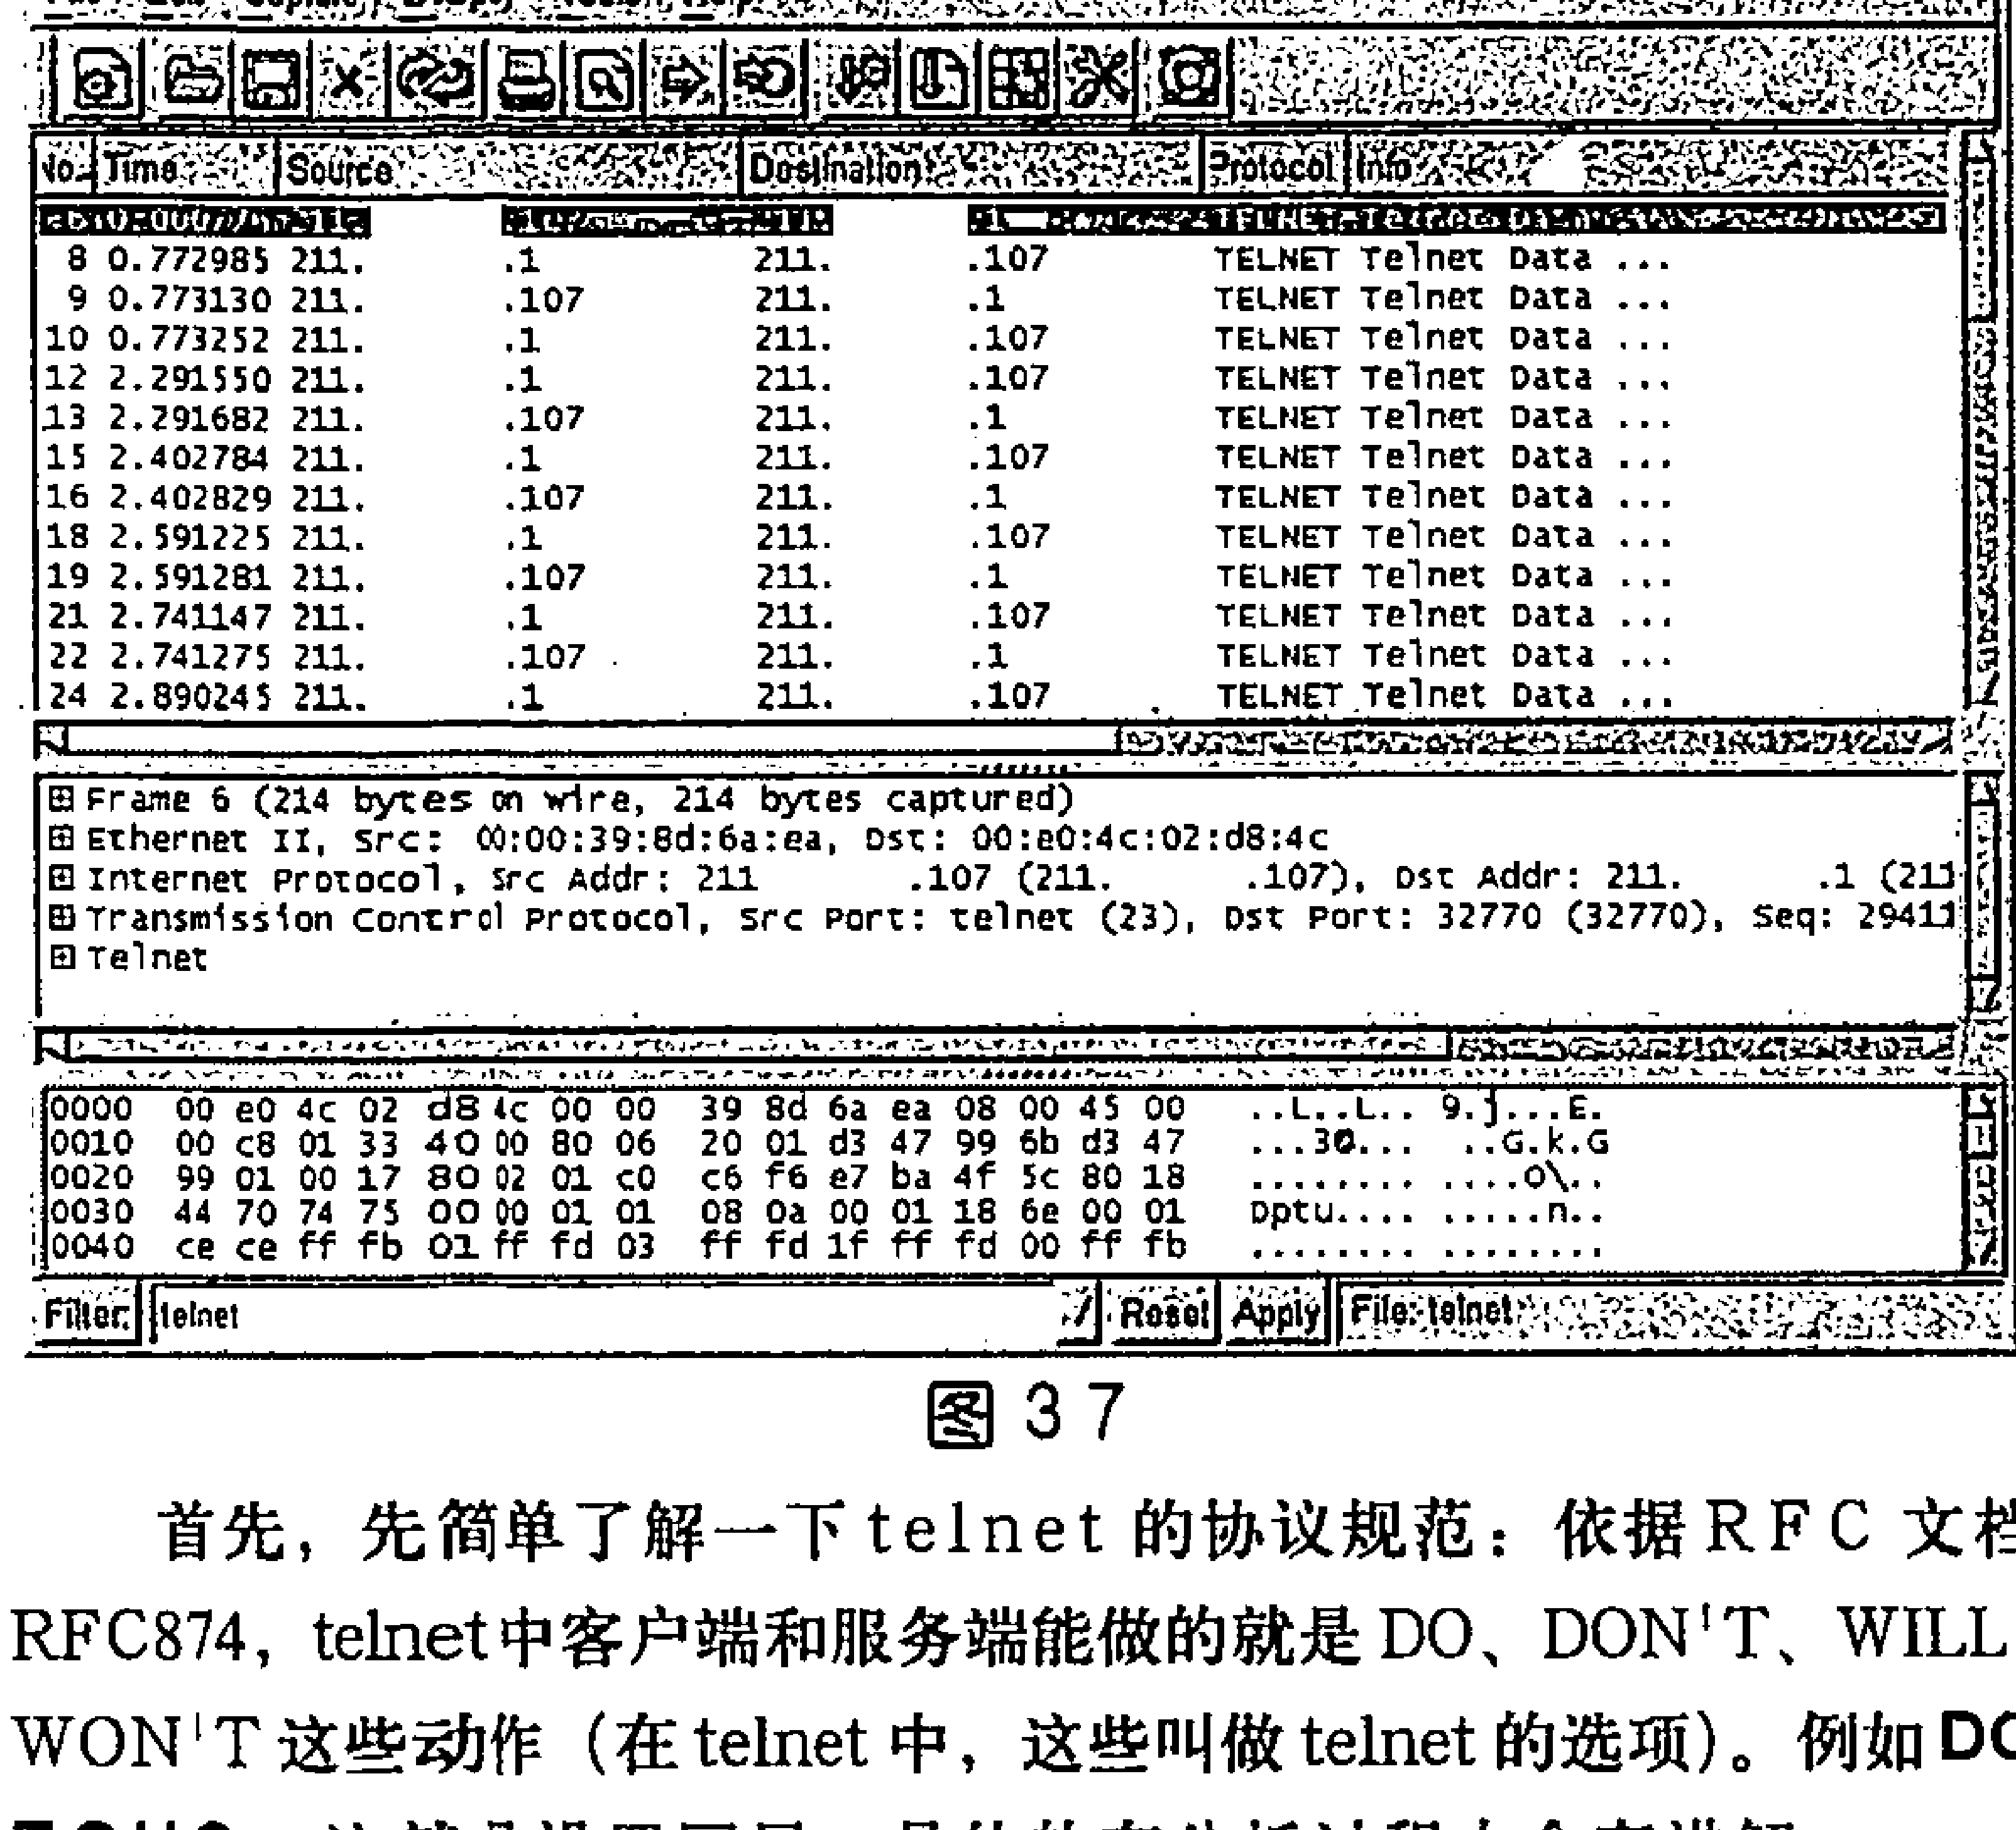 No. Time Source Destination Protocol Info
8 0.772985 211. .1 211. .107 TELNET Telnet Data ...
9 0.773130 211. .107 211. .1 TELNET Telnet Data ...
10 0.773252 211. .1 211. .107 TELNET Telnet Data ...
12 2.291550 211. .1 211. .107 TELNET Telnet Data ...
13 2.291682 211. .107 211. .1 TELNET Telnet Data ...
15 2.402784 211. .1 211. .107 TELNET Telnet Data ...
16 2.402829 211. .107 211. .1 TELNET Telnet Data ...
18 2.591225 211. .1 211. .107 TELNET Telnet Data ...
19 2.591281 211. .107 211. .1 TELNET Telnet Data ...
21 2.741147 211. .1 211. .107 TELNET Telnet Data ...
22 2.741275 211. .107 211. .1 TELNET Telnet Data ...
24 2.890245 211. .1 211. .107 TELNET Telnet Data ...
Frame 6 (214 bytes on wire, 214 bytes captured)
Ethernet II, Src: 00:00:39:8d:6a:ea, Dst: 00:e0:4c:02:d8:4c
Internet Protocol, Src Addr: 211 .107 (211. .107), Dst Addr: 211. .1 (211
Transmission Control Protocol, Src Port: telnet (23), Dst Port: 32770 (32770), Seq: 29411
Telnet
0000 00 e0 4c 02 d8 4c 00 00 39 8d 6a ea 08 00 45 00 ..L..L.. 9.j...E.
0010 00 c8 01 33 40 00 80 06 20 01 d3 47 99 6b d3 47 ...3@... ..G.k.G
0020 99 01 00 17 80 02 01 c0 c6 f6 e7 ba 4f 5c 80 18 ........ ....O\..
0030 44 70 74 75 00 00 01 01 08 0a 00 01 18 6e 00 01 Dptu.... .....n..
0040 ce ce ff fb 01 ff fd 03 ff fd 1f ff fd 00 ff fb ........ ........
Filter: telnet Reset Apply File: telnet
图 37
首先，先简单了解一下 telnet 的协议规范：依据 RFC 文档
RFC874，telnet中客户端和服务端能做的就是 DO、DON'T、WILL
WON'T 这些动作（在 telnet 中，这些叫做 telnet 的选项）。例如 DO